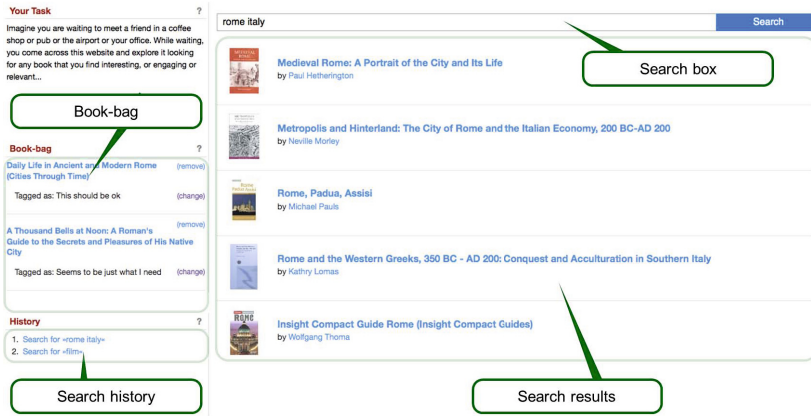 Your Task ?
Imagine you are waiting to meet a friend in a coffee
shop or pub or the airport or your office. While waiting,
you come across this website and explore it looking
for any book that you find interesting, or engaging or
relevant...
Book-bag
Book-bag ?
Daily Life in Ancient and Modern Rome (remove)
(Cities Through Time)
Tagged as: This should be ok (change)
(remove)
A Thousand Bells at Noon: A Roman's
Guide to the Secrets and Pleasures of His Native
City
Tagged as: Seems to be just what I need (change)
History ?
1. Search for «rome italy»
2. Search for «film»
Search history
rome italy Search
Search box
Medieval Rome: A Portrait of the City and Its Life
by Paul Hetherington
Metropolis and Hinterland: The City of Rome and the Italian Economy, 200 BC-AD 200
by Neville Morley
Rome, Padua, Assisi
by Michael Pauls
Rome and the Western Greeks, 350 BC - AD 200: Conquest and Acculturation in Southern Italy
by Kathry Lomas
ROME
Insight Compact Guide Rome (Insight Compact Guides)
by Wolfgang Thoma
Search results